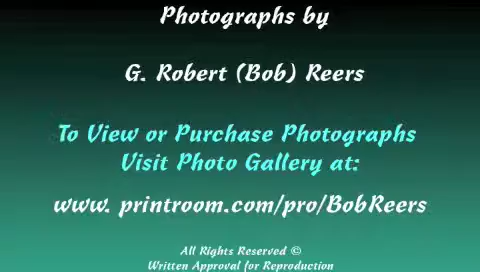 Photographs by
G. Robert (Bob) Reers
To View or Purchase Photographs
Visit Photo Gallery at:
www. printroom.com/pro/BobReers
All Rights Reserved ©
Written Approval for Reproduction